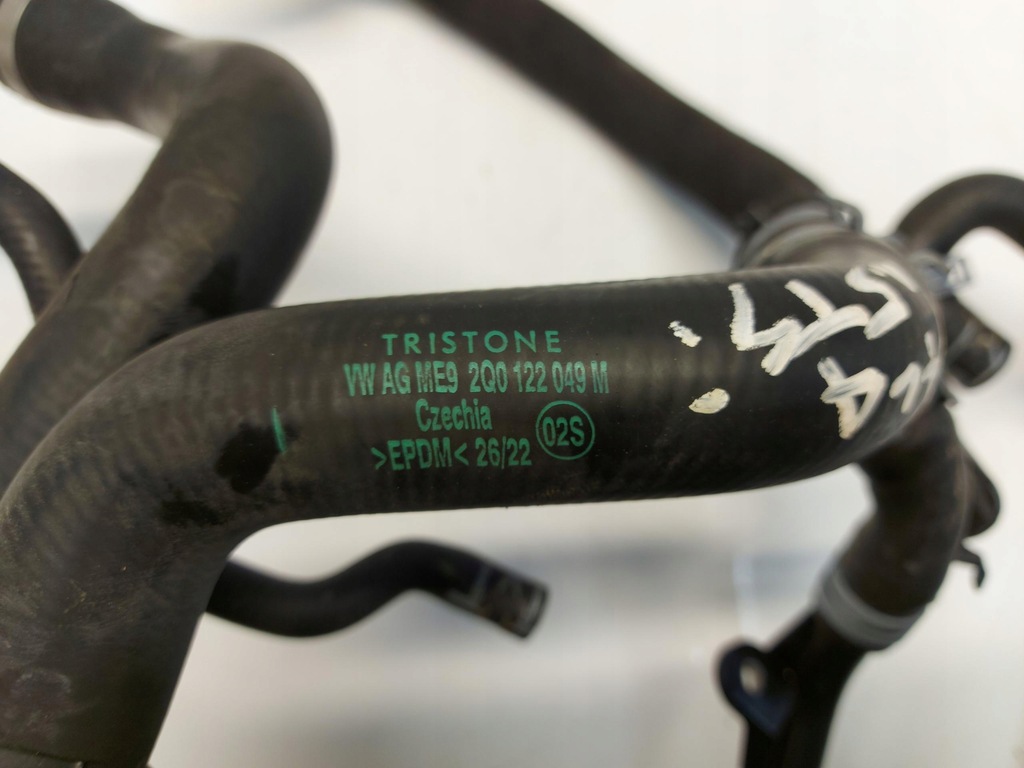 TRISTONE
VW AG ME9 2Q0 122 049 M
Czechia
>EPDM< 26/22 02S